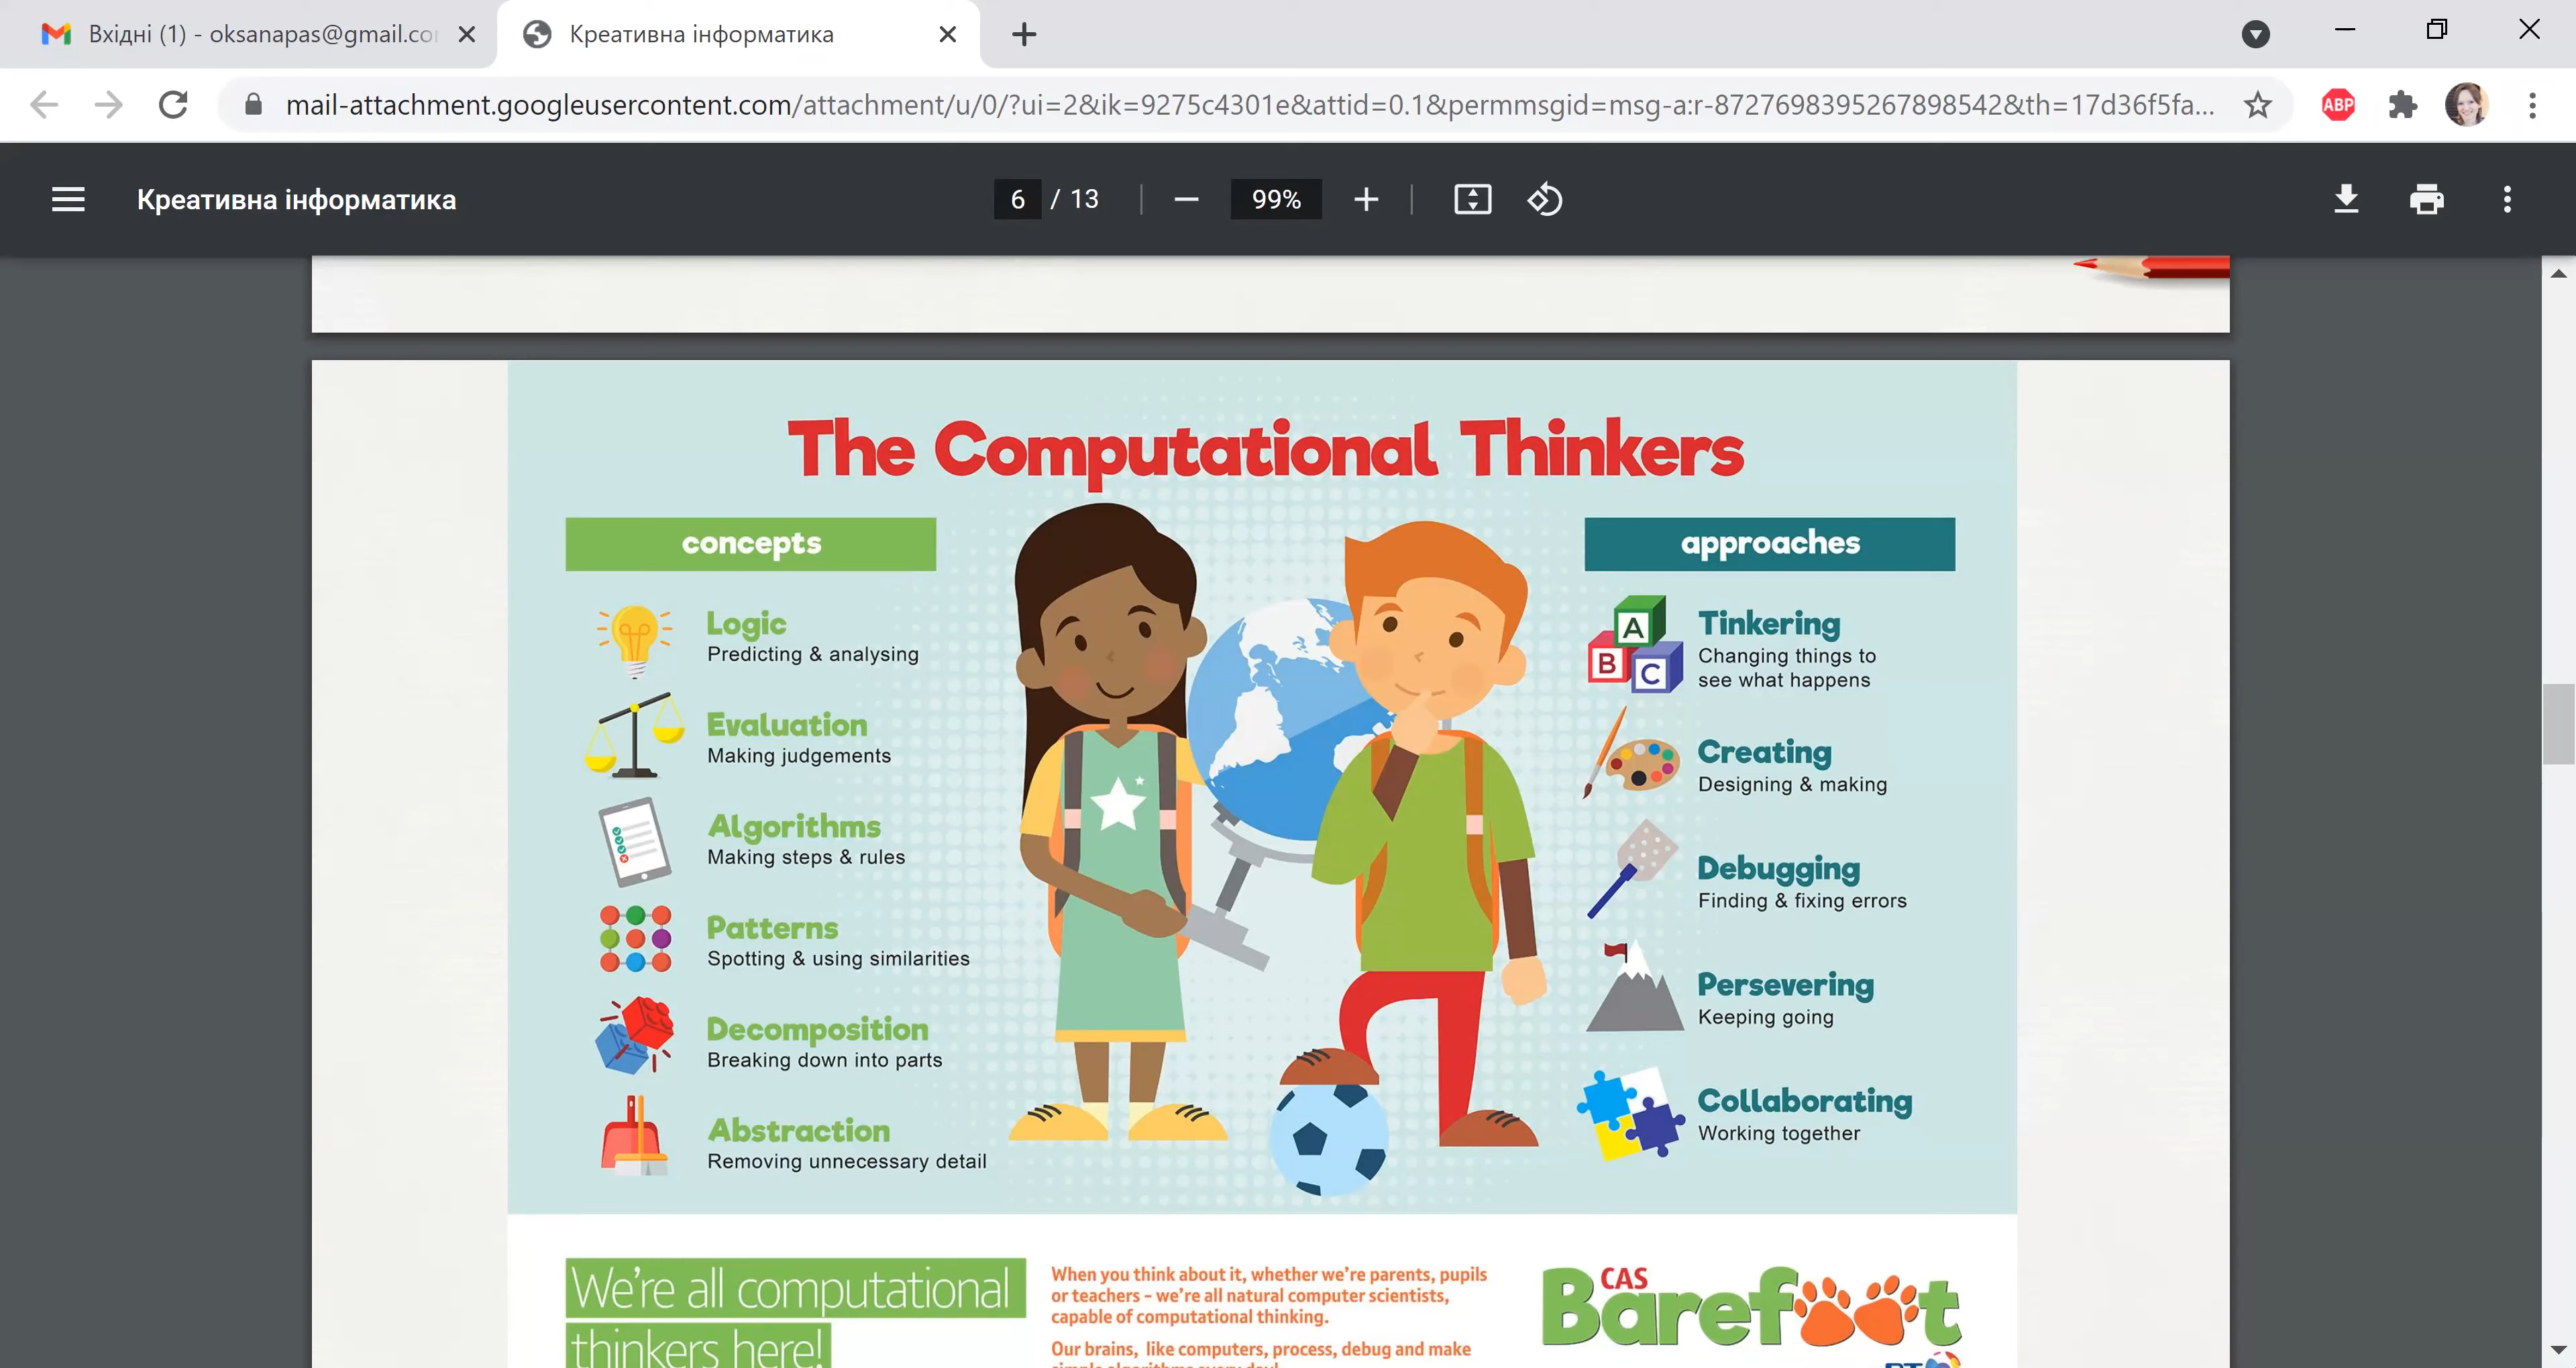 Вхідні (1) - oksanapas@gmail.co
Креативна інформатика
mail-attachment.googleusercontent.com/attachment/u/0/?ui=2&ik=9275c4301e&attid=0.1&permmsgid=msg-a:r-8727698395267898542&th=17d36f5fa...
ABP
Креативна інформатика
6 / 13
99%
The Computational Thinkers
concepts
Logic
Predicting & analysing
Evaluation
Making judgements
Algorithms
Making steps & rules
Patterns
Spotting & using similarities
Decomposition
Breaking down into parts
Abstraction
Removing unnecessary detail
approaches
A
B
C
Tinkering
Changing things to
see what happens
Creating
Designing & making
Debugging
Finding & fixing errors
Persevering
Keeping going
Collaborating
Working together
We're all computational
thinkers here!
When you think about it, whether we're parents, pupils
or teachers – we're all natural computer scientists,
capable of computational thinking.
Our brains, like computers, process, debug and make
simple algorithms every day!
CAS
Barefoot
BT